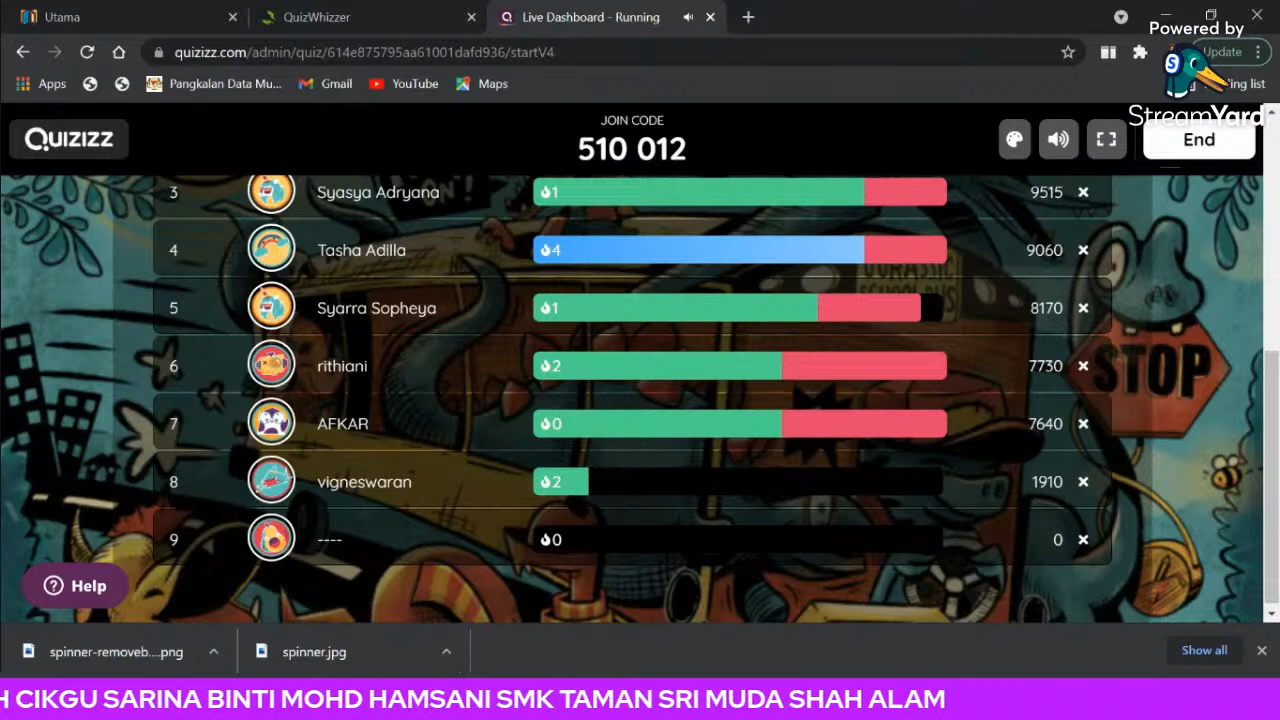 Utama
QuizWhizzer
Live Dashboard - Running
Powered by
StreamYard
quizizz.com/admin/quiz/614e875795aa61001dafd936/startV4
Update
Apps
Pangkalan Data Mu...
Gmail
YouTube
Maps
list
Quizizz
JOIN CODE
510 012
End
3 Syasya Adryana 1 9515
4 Tasha Adilla 4 9060
5 Syarra Sopheya 1 8170
6 rithiani 2 7730
7 AFKAR 0 7640
8 vigneswaran 2 1910
9 ---- 0 0
JURASSIC
SCHOOL BUS
STOP
Help
spinner-removeb....png
spinner.jpg
Show all
CIKGU SARINA BINTI MOHD HAMSANI SMK TAMAN SRI MUDA SHAH ALAM